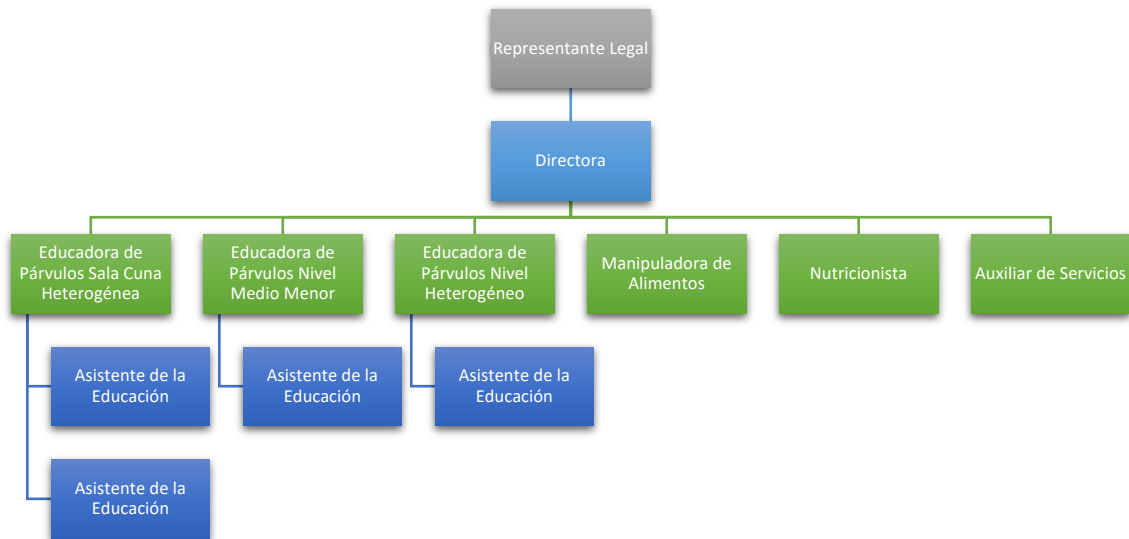 Representante Legal
Directora
Educadora de
Párvulos Sala Cuna
Heterogénea
Educadora de
Párvulos Nivel
Medio Menor
Educadora de
Párvulos Nivel
Heterogéneo
Manipuladora de
Alimentos
Nutricionista
Auxiliar de Servicios
Asistente de la
Educación
Asistente de la
Educación
Asistente de la
Educación
Asistente de la
Educación